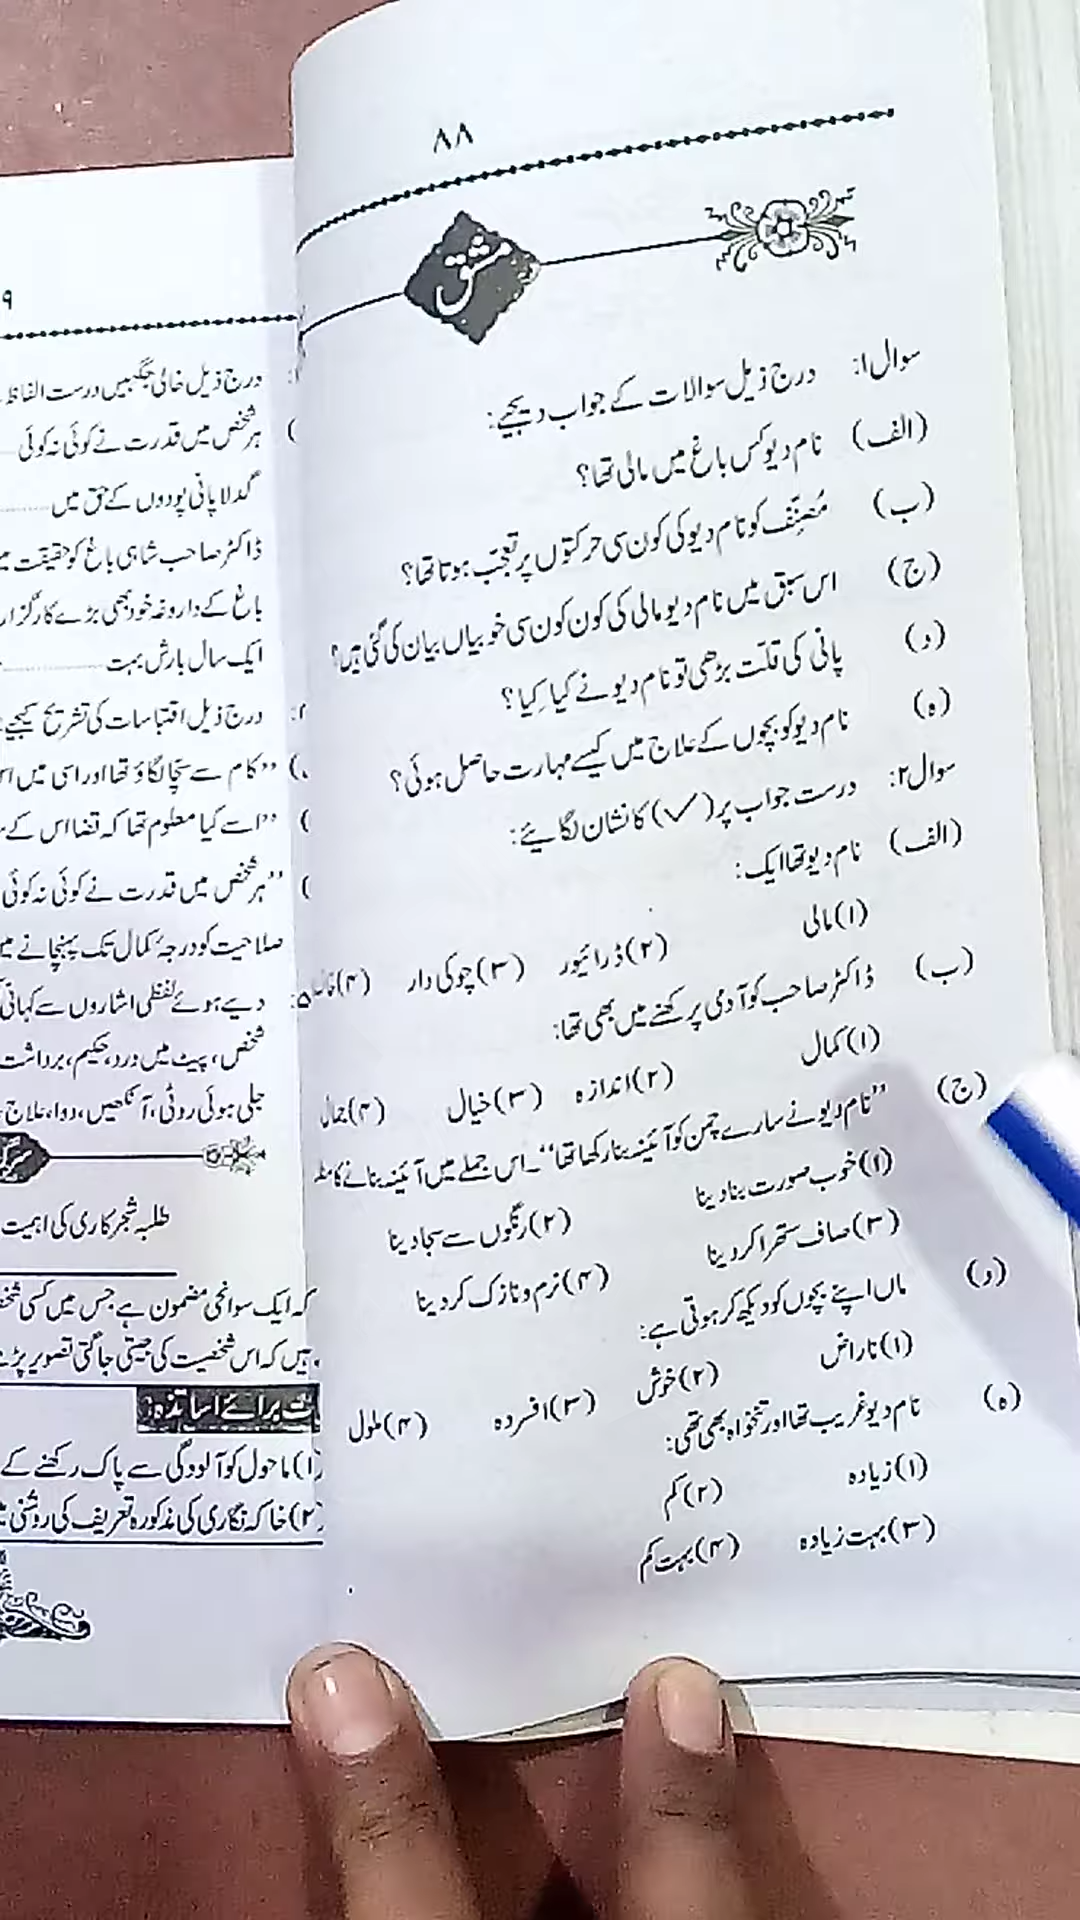 ۸۸
مشق
سوال۱: درج ذیل سوالات کے جواب دیجیے:
(الف) نام دیو کس باغ میں مالی تھا؟
(ب) مُصنِّف کو نام دیو کی کون سی حرکتوں پر تعجب ہوتا تھا؟
(ج) اس سبق میں نام دیو مالی کی کون کون سی خوبیاں بیان کی گئی ہیں؟
(د) پانی کی قلّت بڑھی تو نام دیو نے کیا کِیا؟
(ہ) نام دیو کو بچوں کے علاج میں کیسے مہارت حاصل ہوئی؟
سوال۲: درست جواب پر (✓) کا نشان لگائیے:
(الف) نام دیو تھا ایک:
(۱) مالی (۲) ڈرائیور (۳) چوکی دار (۴)
(ب) ڈاکٹر صاحب کو آدمی پرکھنے میں بھی تھا:
(۱) کمال (۲) اندازہ (۳) خیال (۴) جمال
(ج) ”نام دیو نے سارے چمن کو آئینہ بنا رکھا تھا“۔ اس جملے میں آئینہ بنانے کا
(۱) خوب صورت بنا دینا (۲) رنگوں سے سجا دینا
(۳) صاف ستھرا کر دینا (۴) نرم و نازک کر دینا
(د) ماں اپنے بچوں کو دیکھ کر ہوتی ہے:
(۱) ناراض (۲) خوش (۳) افسردہ (۴) ملول
(ہ) نام دیو غریب تھا اور تنخواہ بھی تھی:
(۱) زیادہ (۲) کم
(۳) بہت زیادہ (۴) بہت کم
۹
درج ذیل خالی جگہیں درست الفاظ
ہر شخص میں قدرت نے کوئی نہ کوئی
گدلا پانی پودوں کے حق میں
ڈاکٹر صاحب شاہی باغ کو حقیقت
باغ کے داروغہ خود بھی بڑے کارگزار
ایک سال بارش بہت
درج ذیل اقتباسات کی تشریح کیجیے:
”کام سے سچا لگاؤ تھا اور اسی میں
”اسے کیا معلوم تھا کہ قضا اس کے
”ہر شخص میں قدرت نے کوئی نہ کوئی
صلاحیت کو درجۂ کمال تک پہنچانے
۵: دیے ہوئے لفظی اشاروں سے کہانی
شخص، پیٹ میں درد، حکیم، برداشت
جلی ہوئی روٹی، آنکھیں، دوا، علاج
طلبہ شجر کاری کی اہمیت
کہ ایک سوانحی مضمون ہے جس میں کسی
ہیں کہ اس شخصیت کی جیتی جاگتی تصویر
برائے اساتذہ:
(۱) ماحول کو آلودگی سے پاک رکھنے کے
(۲) خاکہ نگاری کی مذکورہ تعریف کی روشنی